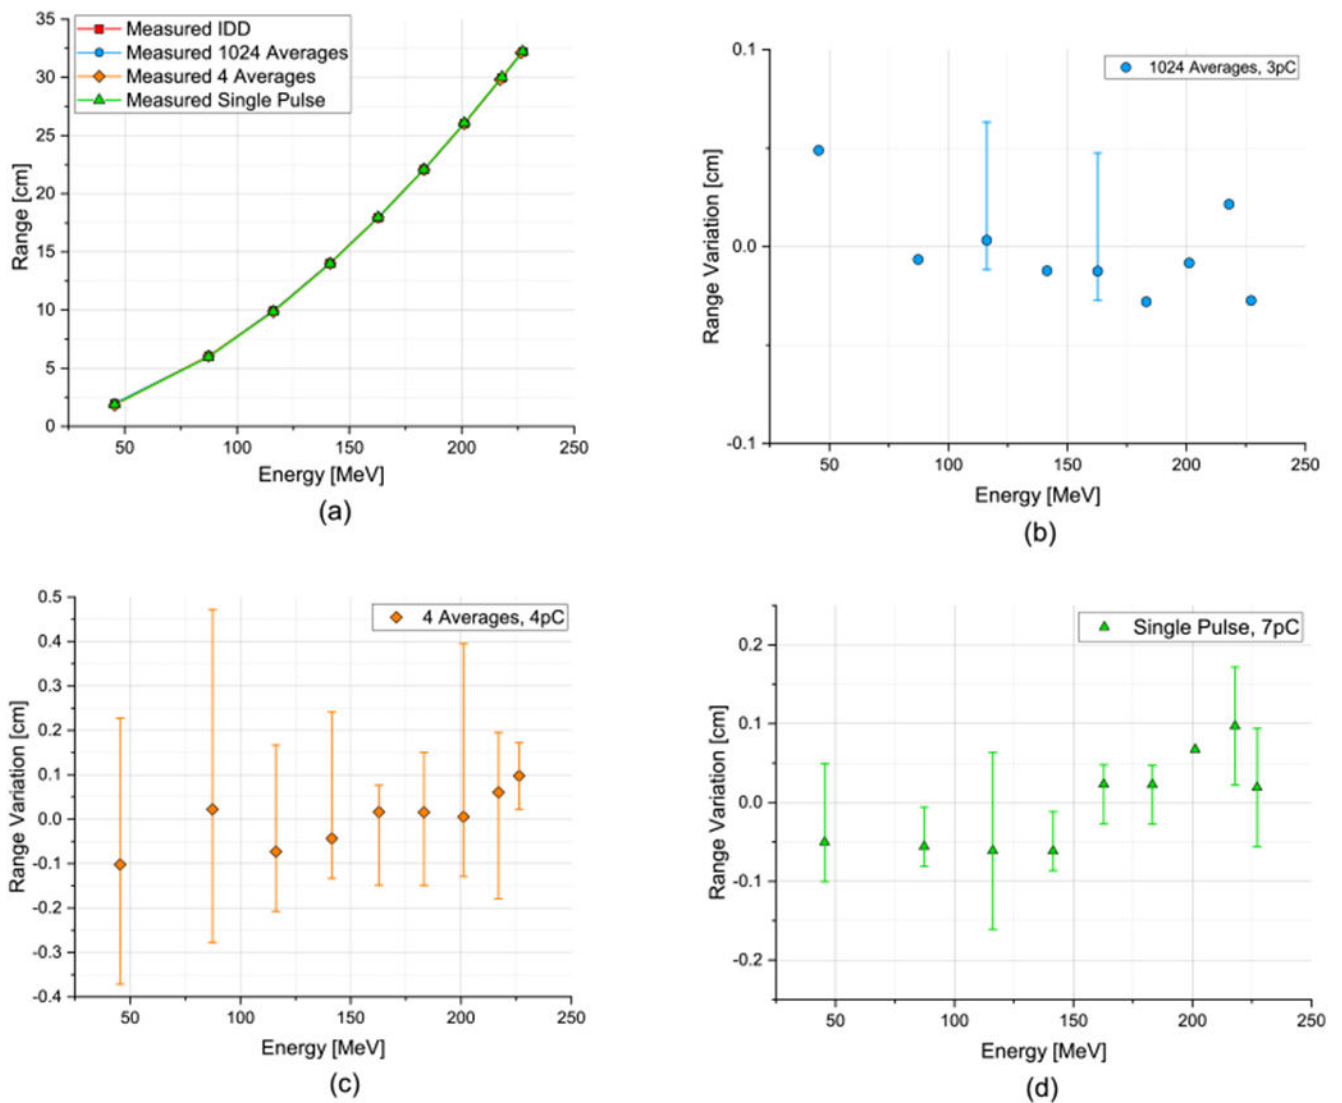 35
30
25
20
15
10
5
0
Range [cm]
Measured IDD
Measured 1024 Averages
Measured 4 Averages
Measured Single Pulse
50 100 150 200 250
Energy [MeV]
(a)
0.1
0.0
-0.1
Range Variation [cm]
1024 Averages, 3pC
50 100 150 200 250
Energy [MeV]
(b)
0.5
0.4
0.3
0.2
0.1
0.0
-0.1
-0.2
-0.3
-0.4
Range Variation [cm]
4 Averages, 4pC
50 100 150 200 250
Energy [MeV]
(c)
0.2
0.1
0.0
-0.1
-0.2
Range Variation [cm]
Single Pulse, 7pC
50 100 150 200 250
Energy [MeV]
(d)